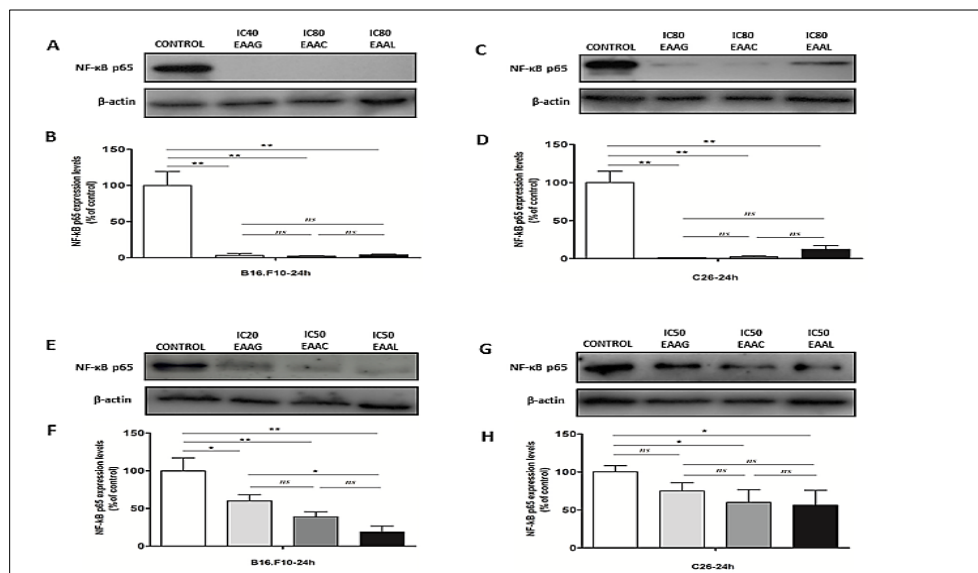 A
CONTROL
IC40 EAAG
IC80 EAAC
IC80 EAAL
NF-κB p65
β-actin
B
NF-kB p65 expression levels
(% of control)
150
100
50
0
**
**
**
ns
ns
ns
B16.F10-24h
C
CONTROL
IC80 EAAG
IC80 EAAC
IC80 EAAL
NF-κB p65
β-actin
D
NF-kB p65 expression levels
(% of control)
150
100
50
0
**
**
**
ns
ns
ns
C26-24h
E
CONTROL
IC20 EAAG
IC50 EAAC
IC50 EAAL
NF-κB p65
β-actin
F
NF-kB p65 expression levels
(% of control)
150
100
50
0
**
**
*
*
ns
ns
B16.F10-24h
G
CONTROL
IC50 EAAG
IC50 EAAC
IC50 EAAL
NF-κB p65
β-actin
H
NF-kB p65 expression levels
(% of control)
150
100
50
0
*
*
ns
ns
ns
ns
C26-24h